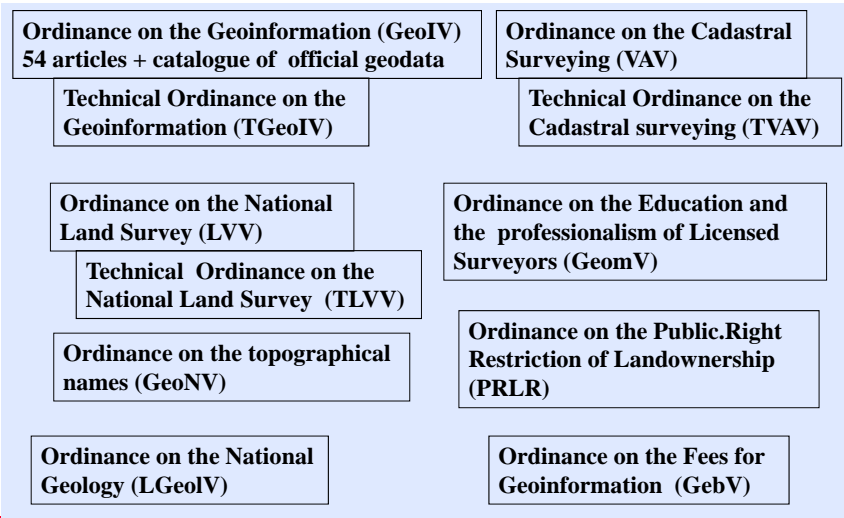 Ordinance on the Geoinformation (GeoIV)
54 articles + catalogue of official geodata
Technical Ordinance on the
Geoinformation (TGeoIV)
Ordinance on the National
Land Survey (LVV)
Technical Ordinance on the
National Land Survey (TLVV)
Ordinance on the topographical
names (GeoNV)
Ordinance on the National
Geology (LGeolV)
Ordinance on the Cadastral
Surveying (VAV)
Technical Ordinance on the
Cadastral surveying (TVAV)
Ordinance on the Education and
the professionalism of Licensed
Surveyors (GeomV)
Ordinance on the Public.Right
Restriction of Landownership
(PRLR)
Ordinance on the Fees for
Geoinformation (GebV)